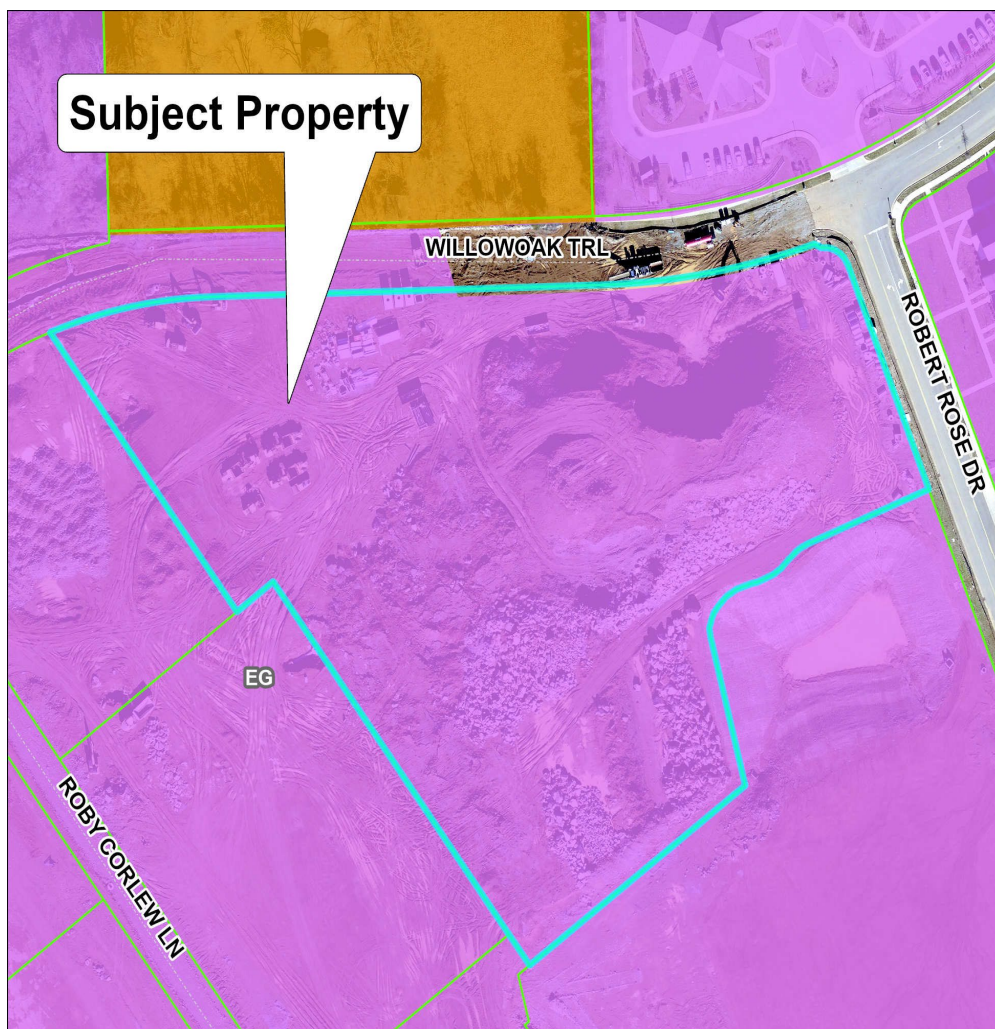 Subject Property
WILLOWOAK TRL
ROBERT ROSE DR
EG
ROBY CORLEW LN